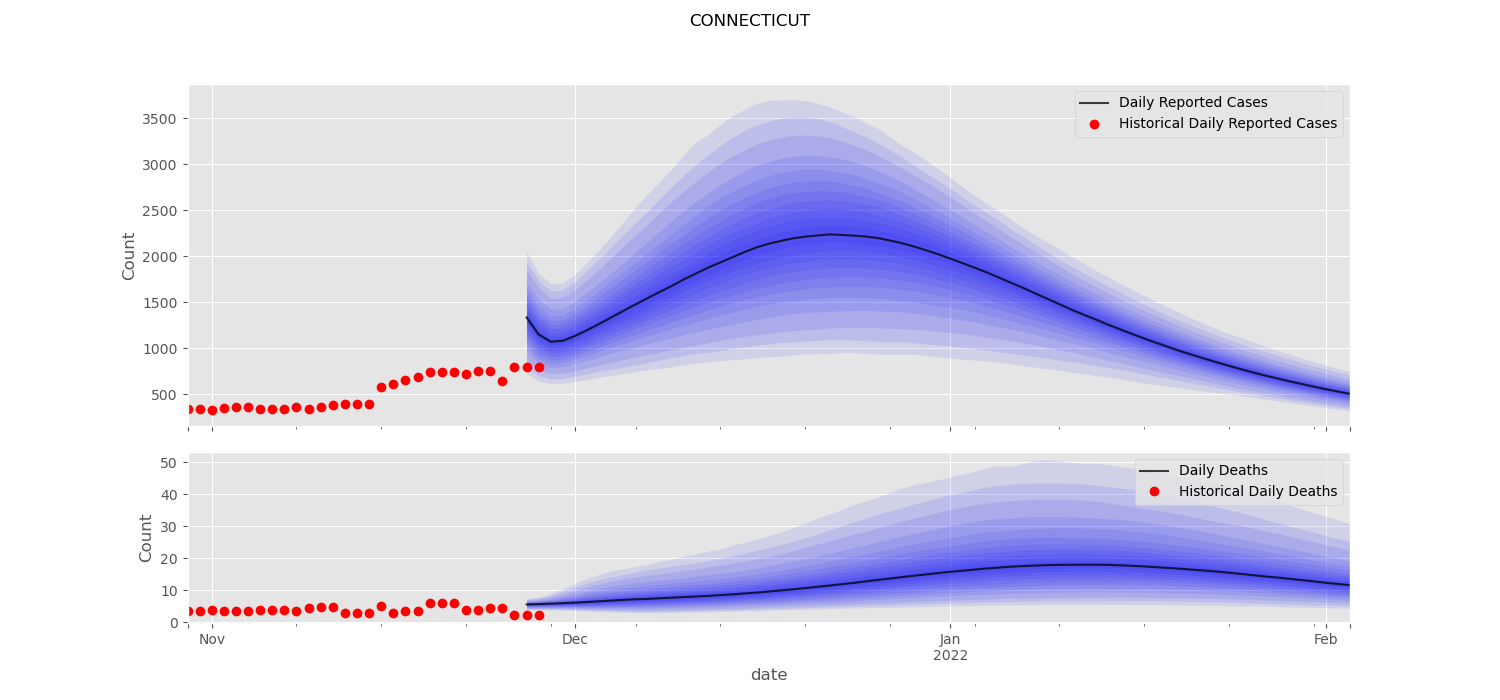 CONNECTICUT
3500
3000
2500
2000
1500
1000
500
Count
Daily Reported Cases
Historical Daily Reported Cases
50
40
30
20
10
0
Count
Daily Deaths
Historical Daily Deaths
Nov
Dec
Jan
2022
Feb
date